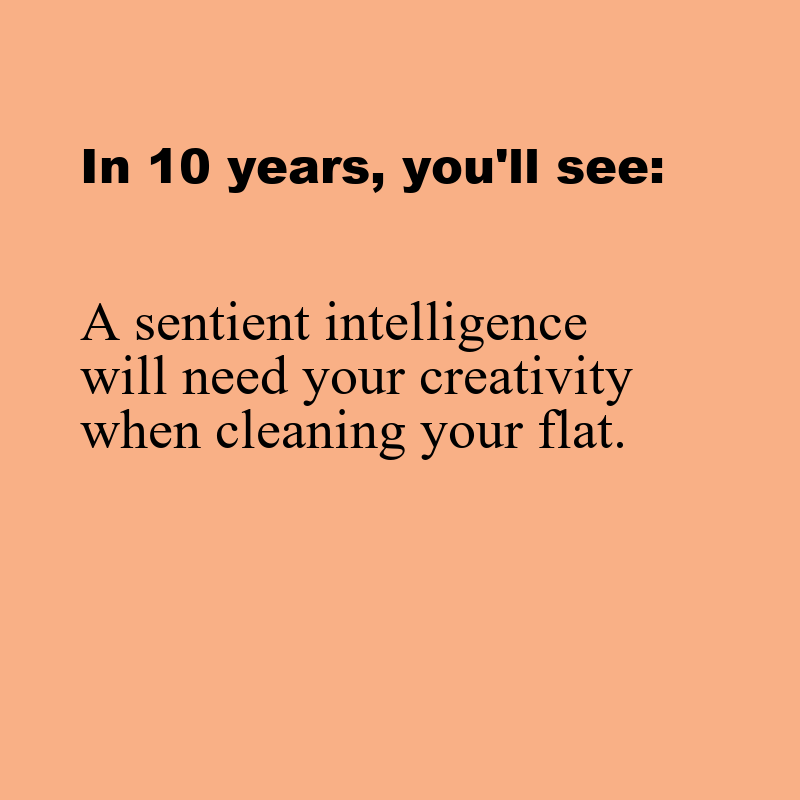 In 10 years, you'll see:
A sentient intelligence
will need your creativity
when cleaning your flat.